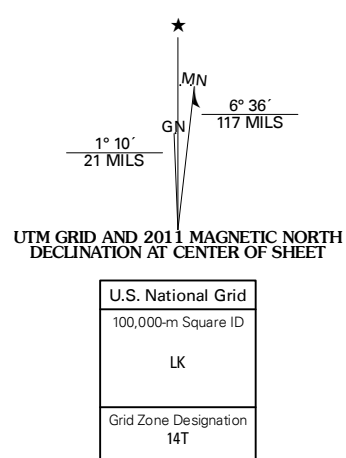 ★
MN
6° 36´
GN
117 MILS
1° 10´
21 MILS
UTM GRID AND 2011 MAGNETIC NORTH
DECLINATION AT CENTER OF SHEET
U.S. National Grid
100,000-m Square ID
LK
Grid Zone Designation
14T